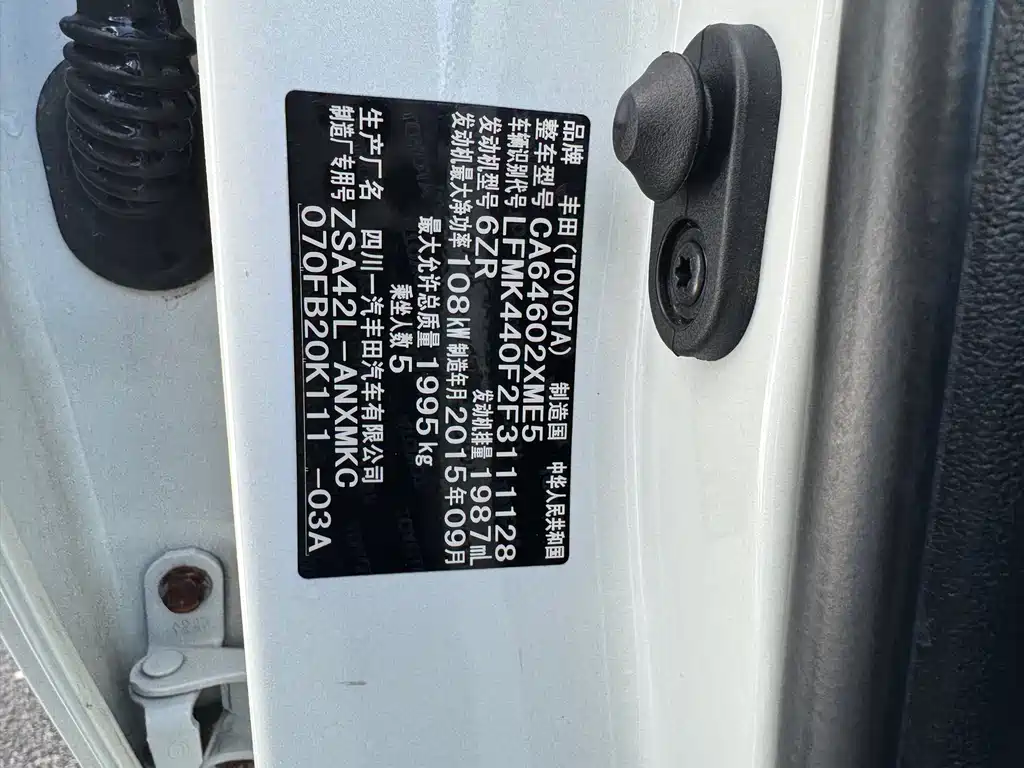 品牌 丰田(TOYOTA) 制造国 中华人民共和国
整车型号 CA64602XME5
车辆识别代号 LFMK440F2F3111128
发动机型号 6ZR 发动机排量 1987mL
发动机最大净功率 108kW 制造年月 2015年09月
最大允许总质量 1995kg
乘坐人数 5
生产厂名 四川一汽丰田汽车有限公司
制造厂专用号 ZSA42L-ANXMKC
070FB20K111 -03A